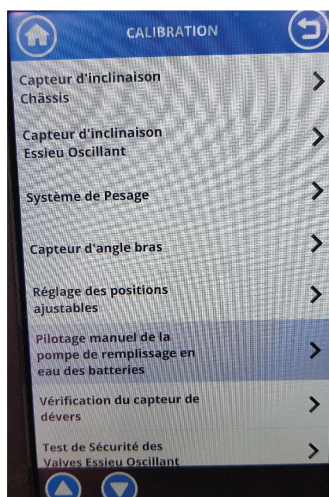 CALIBRATION
Capteur d'inclinaison
Châssis
Capteur d'inclinaison
Essieu Oscillant
Système de Pesage
Capteur d'angle bras
Réglage des positions
ajustables
Pilotage manuel de la
pompe de remplissage en
eau des batteries
Vérification du capteur de
dévers
Test de Sécurité des
Valves Essieu Oscillant